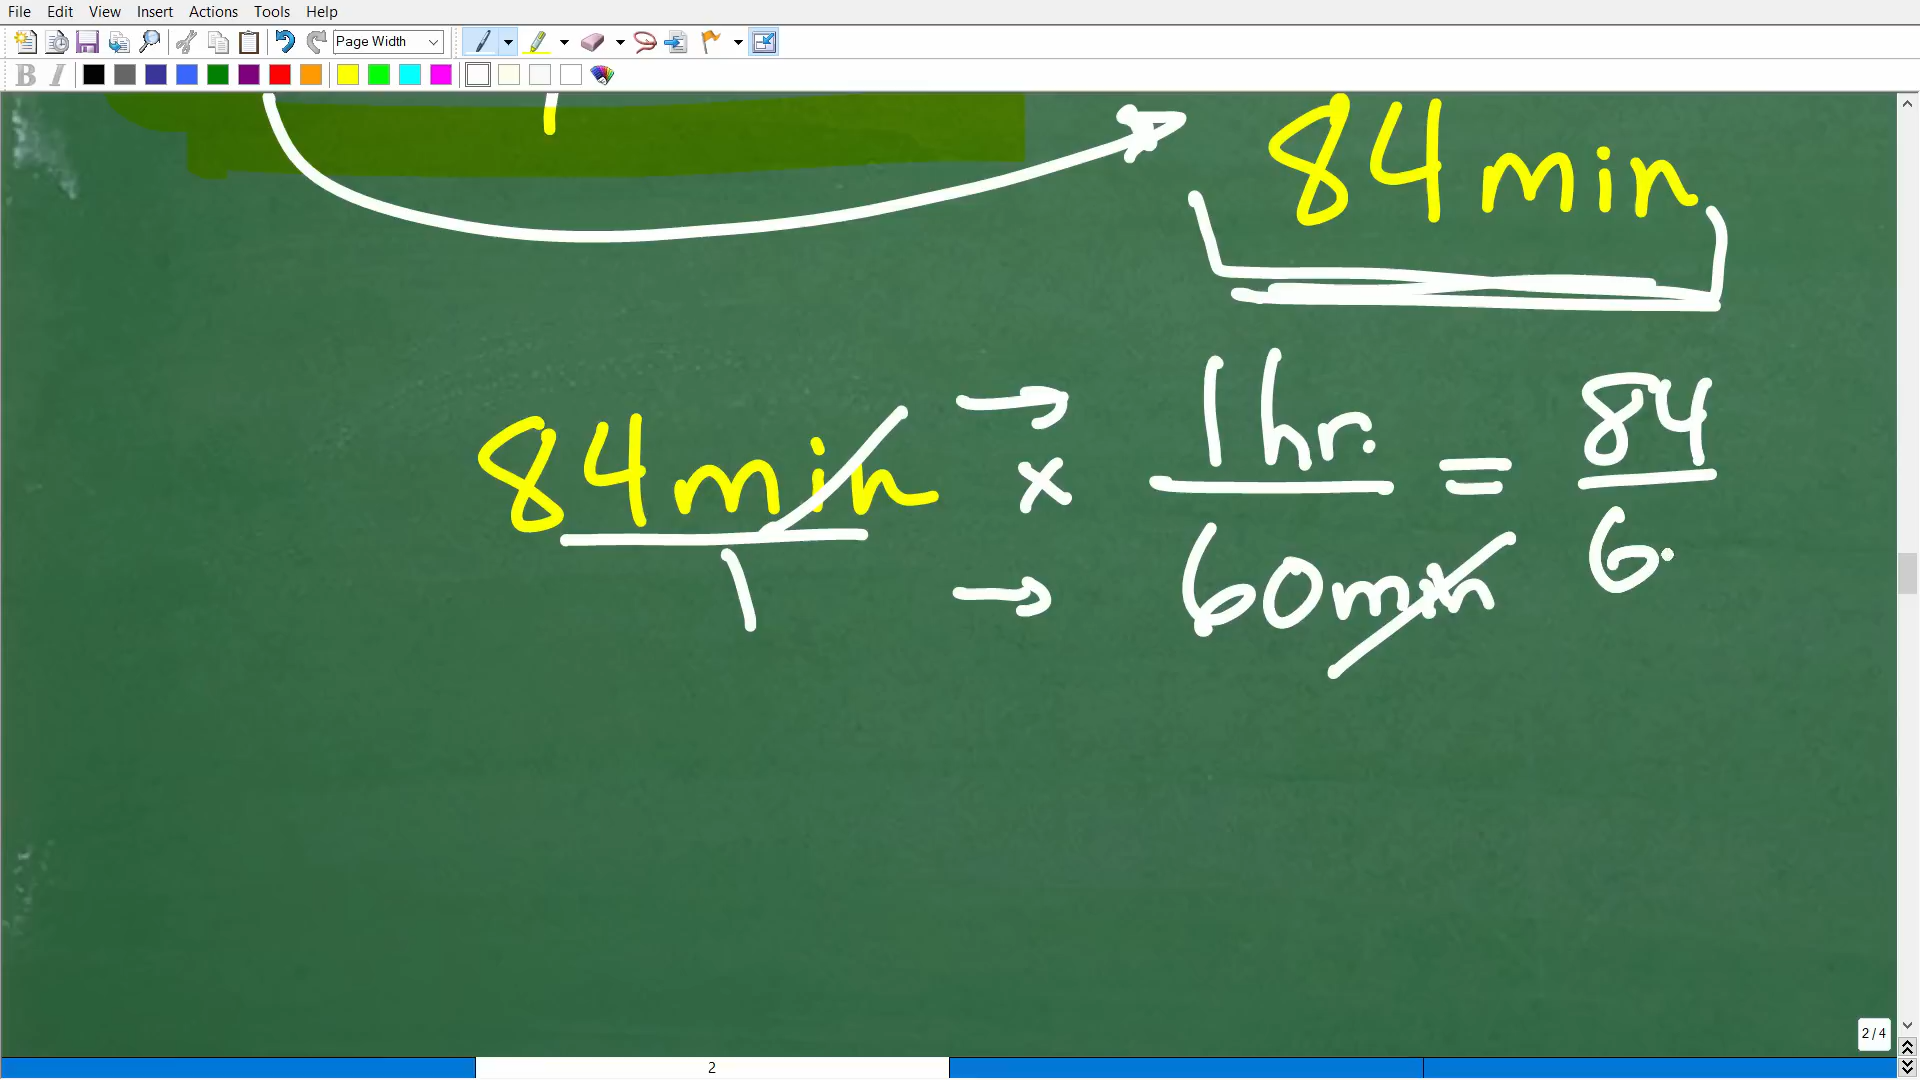 File Edit View Insert Actions Tools Help
Page Width
B I
84 min
84 min / 1 × 1 hr. / 60 min = 84 / 6
2 / 4
2